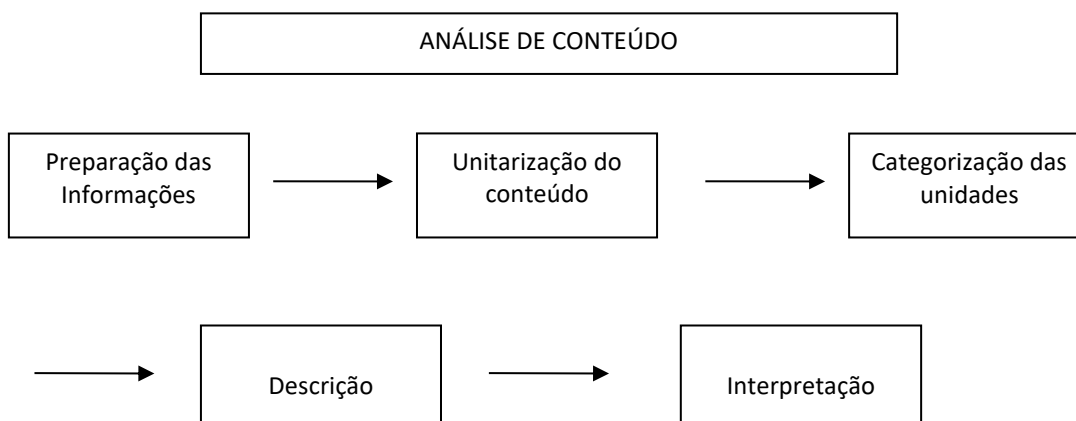 ANÁLISE DE CONTEÚDO
Preparação das
Informações
Unitarização do
conteúdo
Categorização das
unidades
Descrição
Interpretação